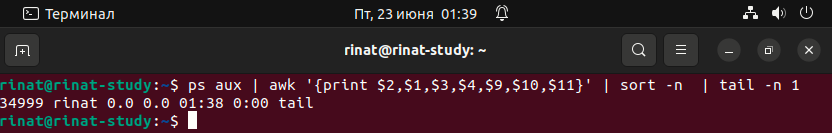 Терминал
Пт, 23 июня 01:39
rinat@rinat-study: ~
rinat@rinat-study:~$ ps aux | awk '{print $2,$1,$3,$4,$9,$10,$11}' | sort -n  | tail -n 1
34999 rinat 0.0 0.0 01:38 0:00 tail
rinat@rinat-study:~$